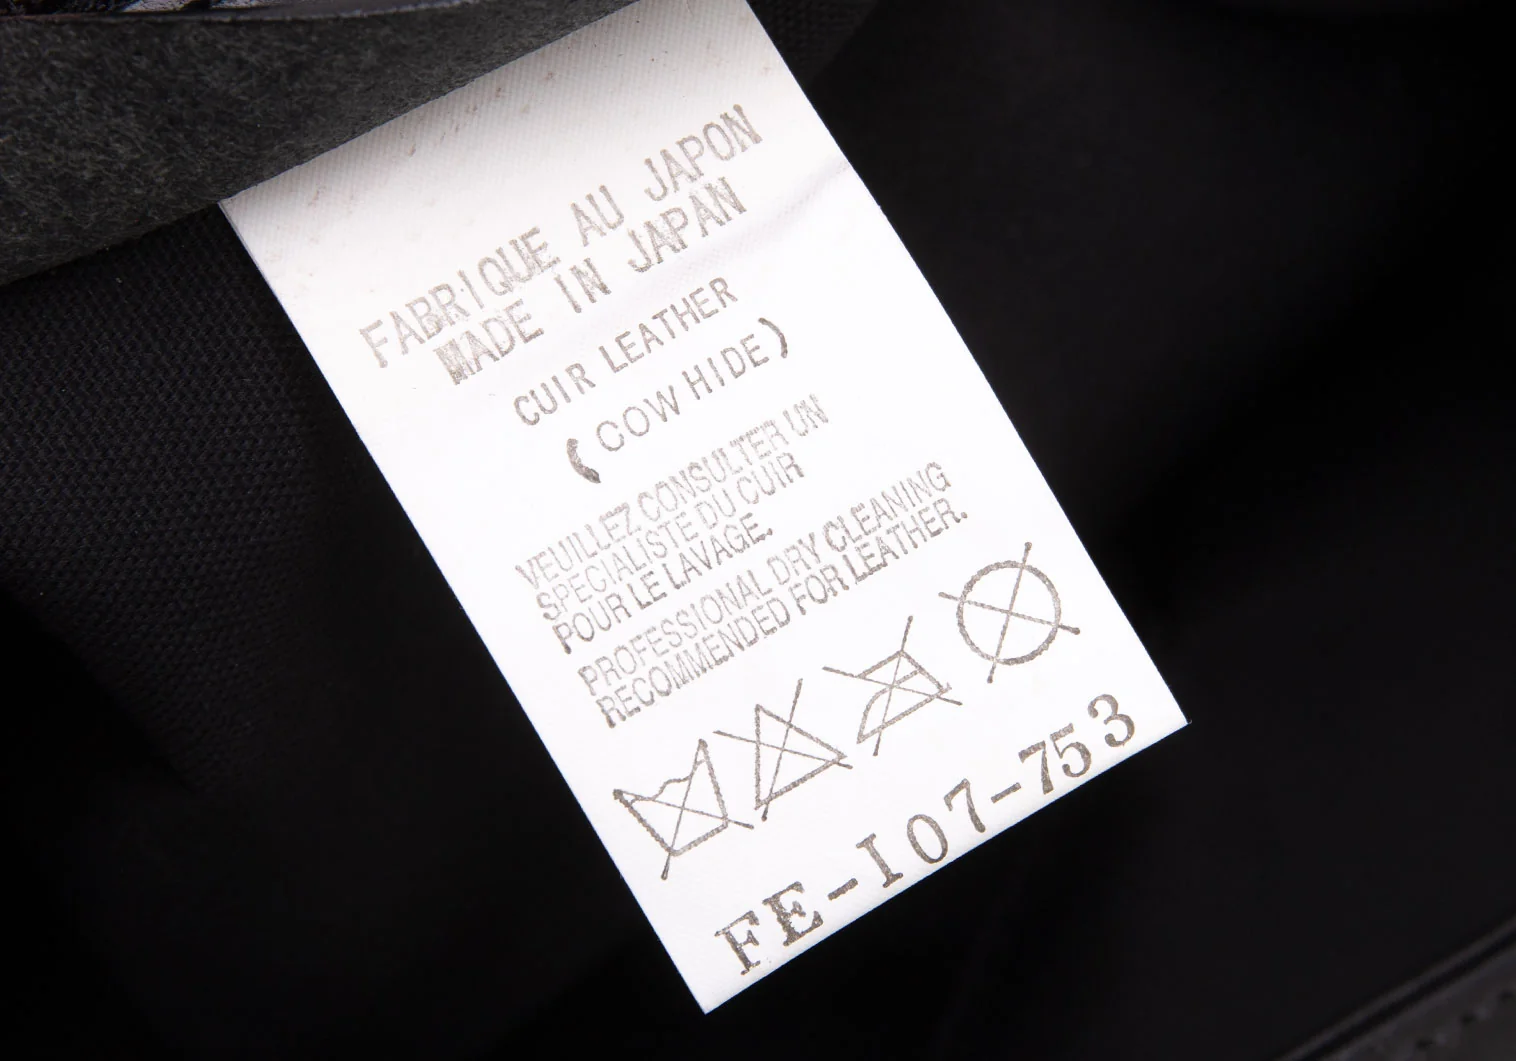 FABRIQUE AU JAPON
MADE IN JAPAN
CUIR LEATHER
(COW HIDE)
VEUILLEZ CONSULTER UN
SPECIALISTE DU CUIR
POUR LE LAVAGE.
PROFESSIONAL DRY CLEANING
RECOMMENDED FOR LEATHER.
FE-I07-753